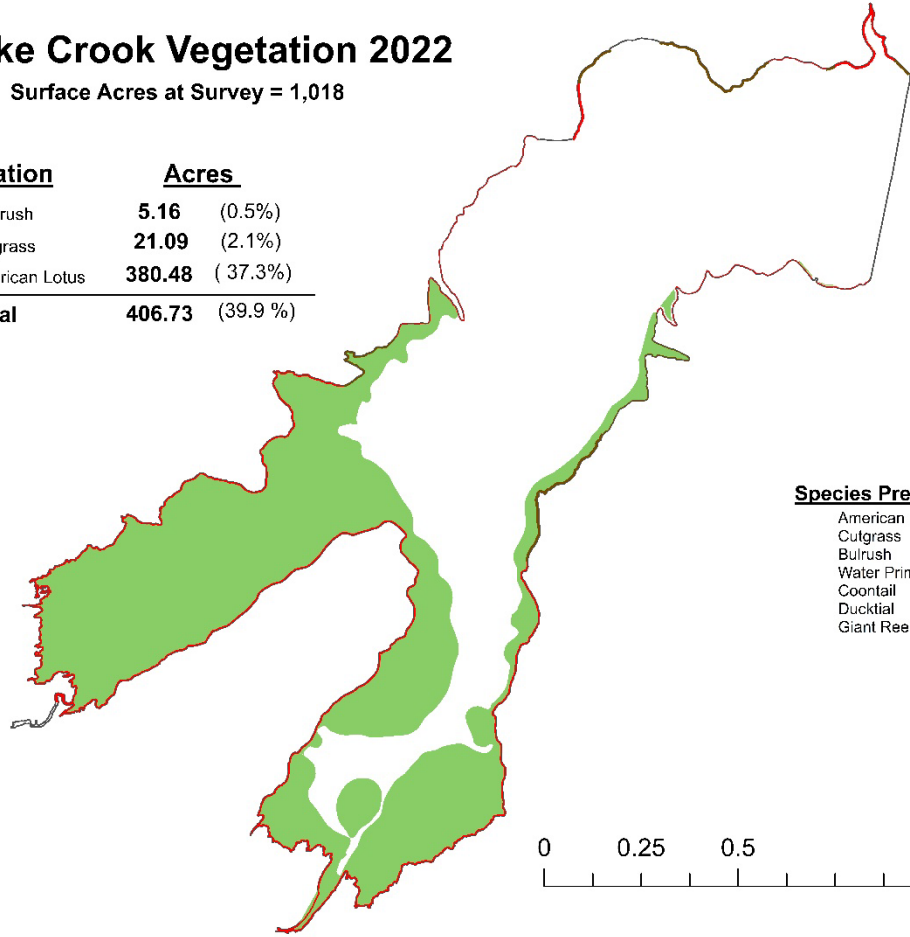 ke Crook Vegetation 2022
Surface Acres at Survey = 1,018
ation Acres
rush 5.16 (0.5%)
grass 21.09 (2.1%)
rican Lotus 380.48 ( 37.3%)
al 406.73 (39.9 %)
Species Pre
American
Cutgrass
Bulrush
Water Prim
Coontail
Ducktial
Giant Ree
0 0.25 0.5